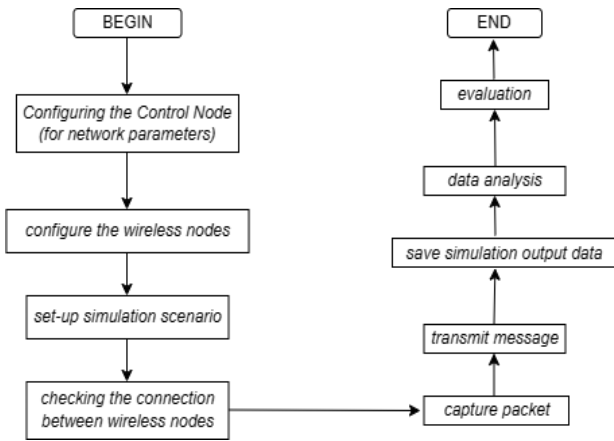 BEGIN
Configuring the Control Node
(for network parameters)
configure the wireless nodes
set-up simulation scenario
checking the connection
between wireless nodes
capture packet
transmit message
save simulation output data
data analysis
evaluation
END